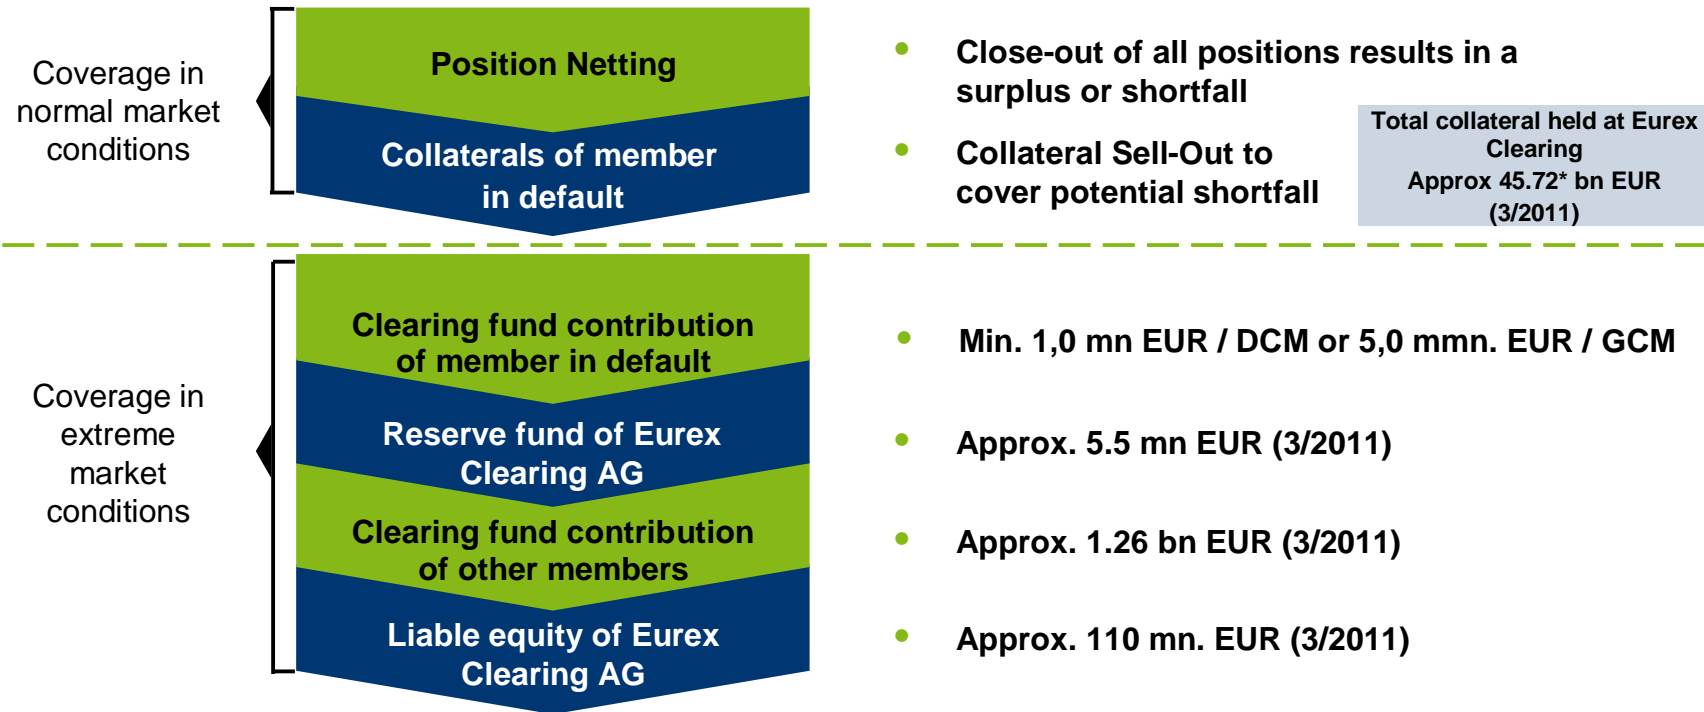 Coverage in
normal market
conditions
Position Netting
Collaterals of member
in default
Close-out of all positions results in a
surplus or shortfall
Collateral Sell-Out to
cover potential shortfall
Total collateral held at Eurex
Clearing
Approx 45.72* bn EUR
(3/2011)
Coverage in
extreme
market
conditions
Clearing fund contribution
of member in default
Min. 1,0 mn EUR / DCM or 5,0 mmn. EUR / GCM
Reserve fund of Eurex
Clearing AG
Approx. 5.5 mn EUR (3/2011)
Clearing fund contribution
of other members
Approx. 1.26 bn EUR (3/2011)
Liable equity of Eurex
Clearing AG
Approx. 110 mn. EUR (3/2011)